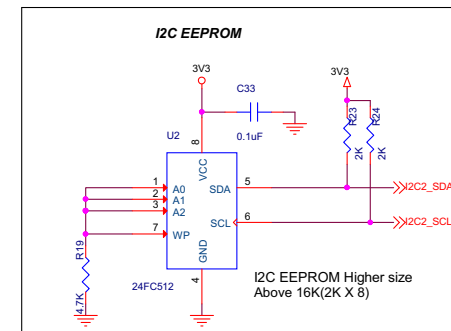 I2C EEPROM
3V3
C33
0.1uF
3V3
R23
2K
R24
2K
U2
8
VCC
1
A0
2
A1
3
A2
7
WP
SDA
5
I2C2_SDA
SCL
6
I2C2_SCL
GND
4
R19
4.7K
24FC512
I2C EEPROM Higher size
Above 16K(2K X 8)